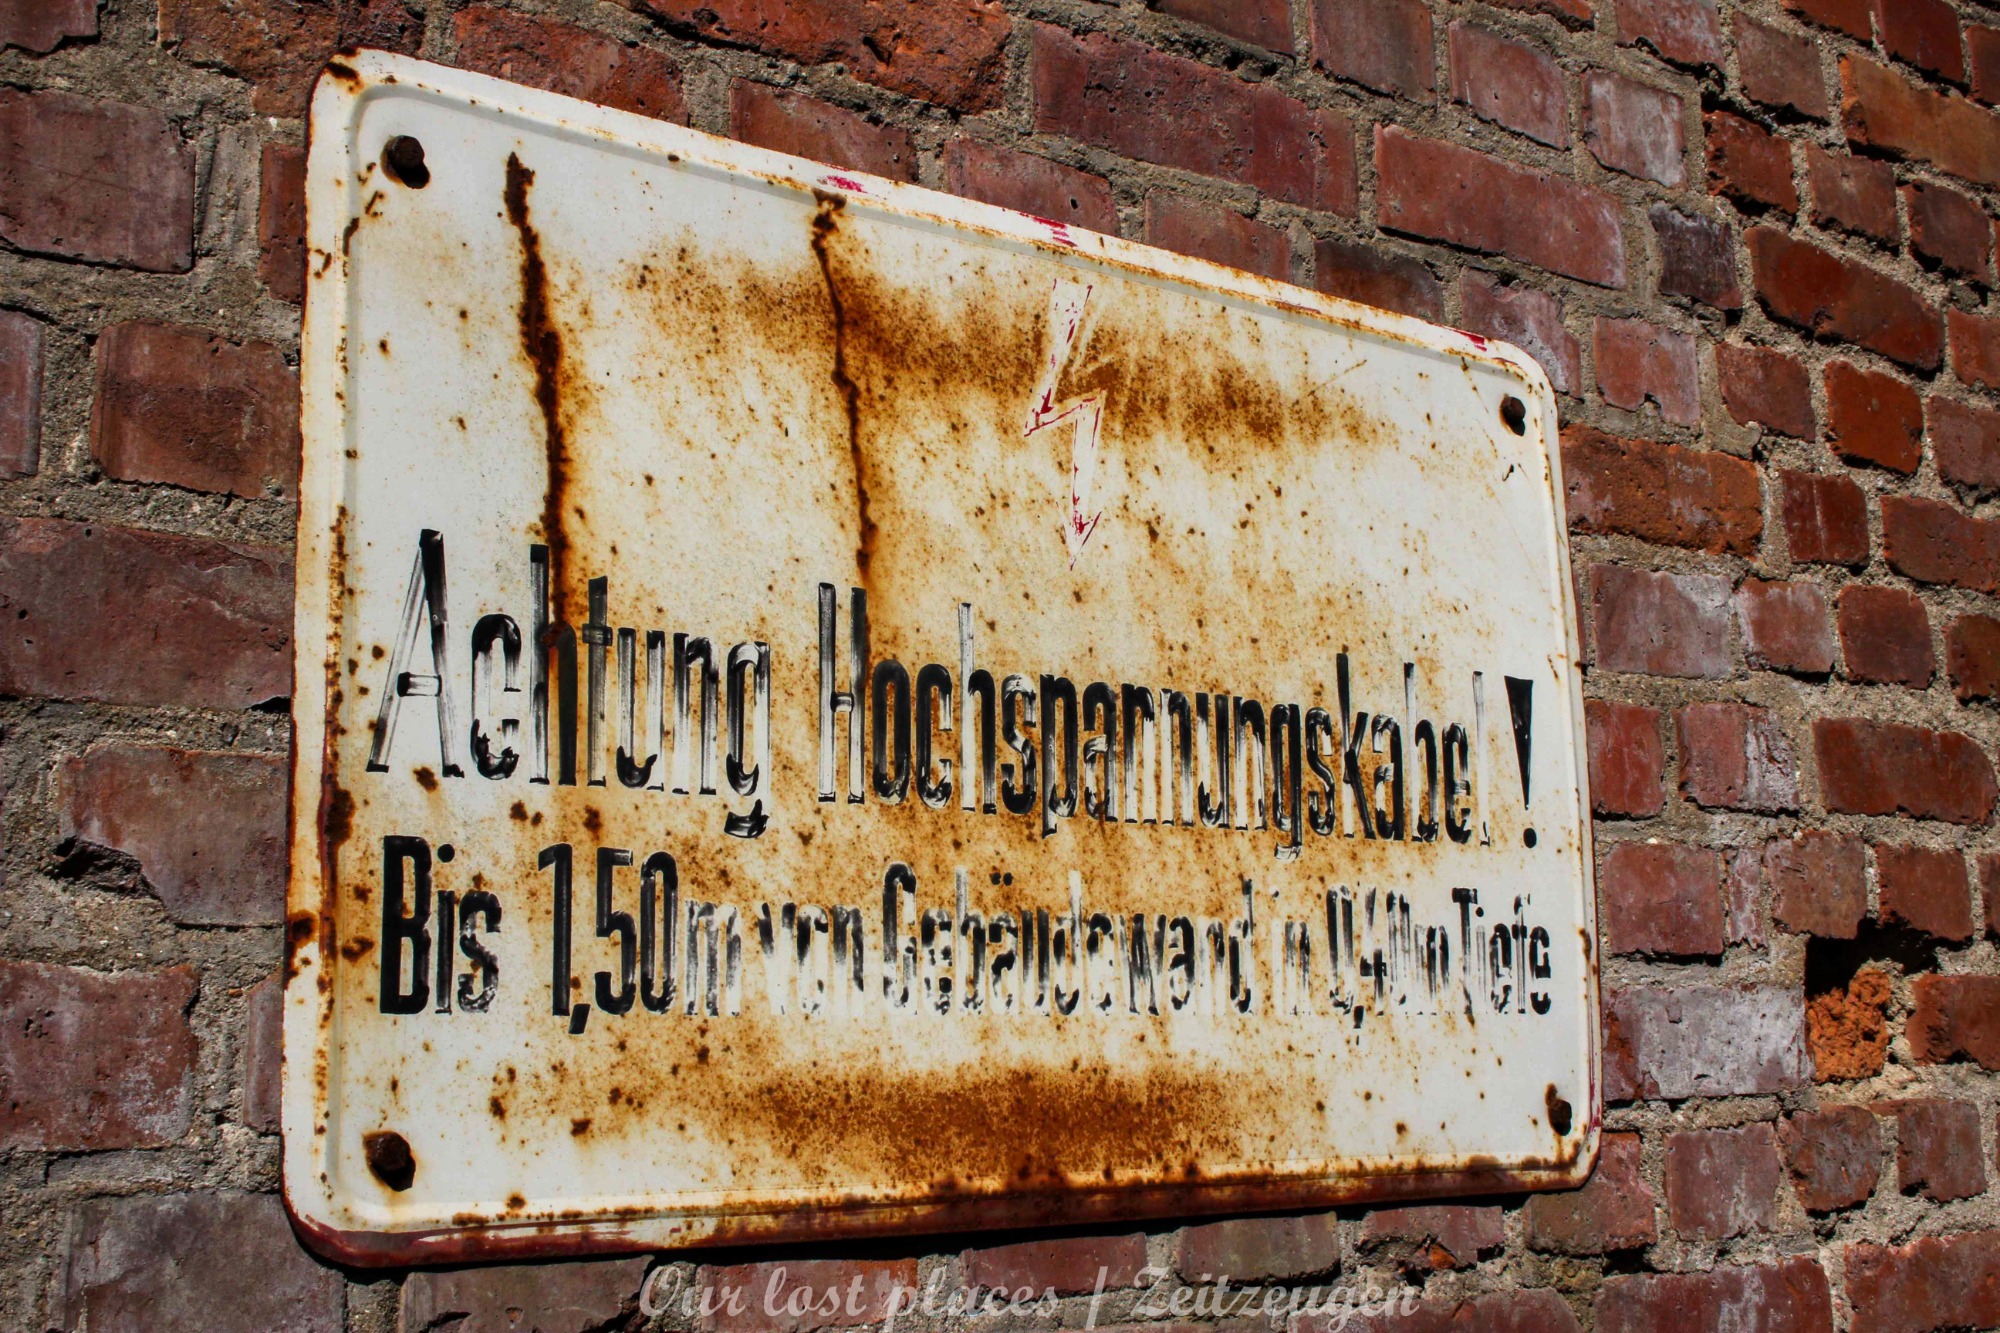 Achtung Hochspannungskabel !
Bis 1,50m von Gebäudewand in 0,40m Tiefe
Our lost places / Zeitzeugen